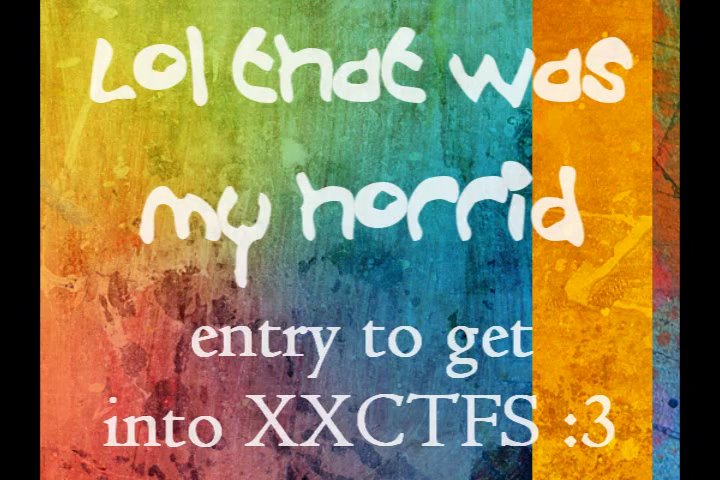 Lol that was
my horrid
entry to get
into XXCTFS :3